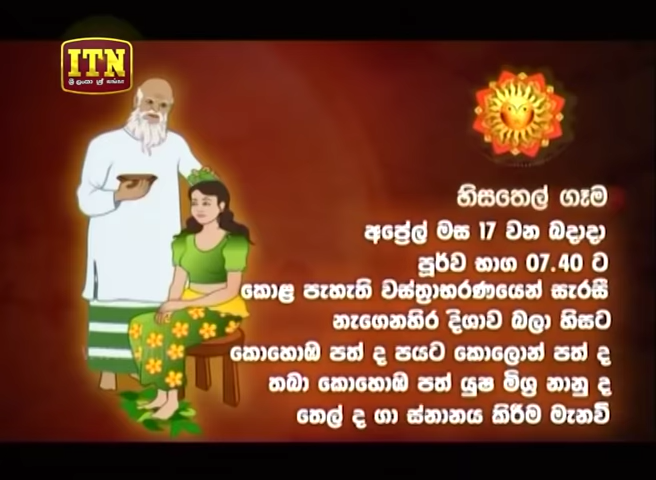 ITN
ශ්‍රී ලංකා
හිසතෙල් ගෑම
අප්‍රේල් මස 17 වන බදාදා
පූර්ව භාග 07.40 ට
කොළ පැහැති වස්ත්‍රාභරණයෙන් සැරසී
නැගෙනහිර දිශාව බලා හිසට
කොහොඹ පත් ද පයට කොලොන් පත් ද
තබා කොහොඹ පත් යුෂ මිශ්‍ර නානු ද
තෙල් ද ගා ස්නානය කිරීම මැනවි